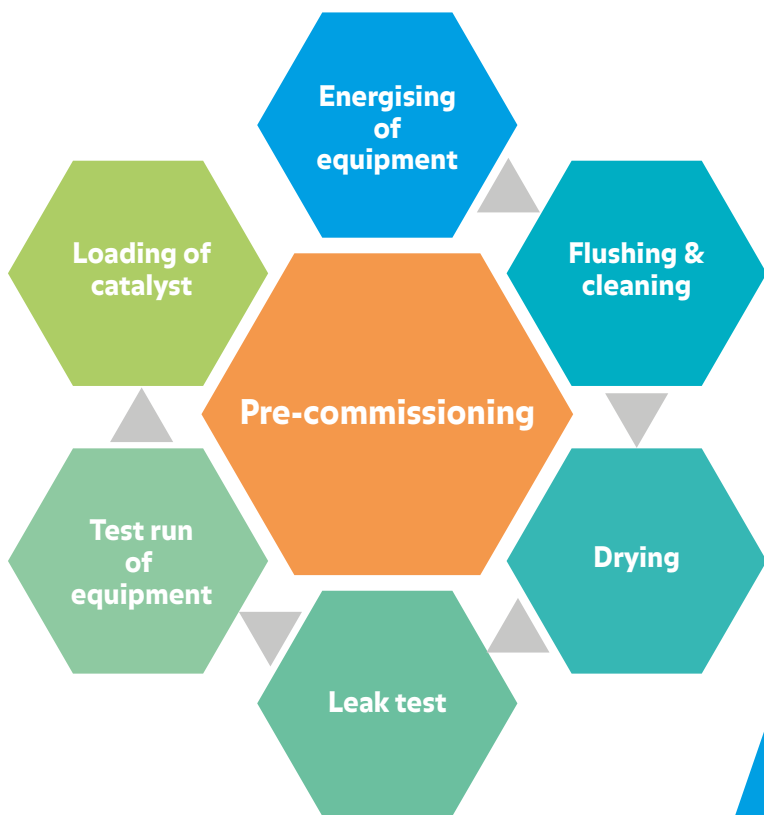 Energising
of
equipment
Flushing &
cleaning
Drying
Leak test
Test run
of
equipment
Loading of
catalyst
Pre-commissioning